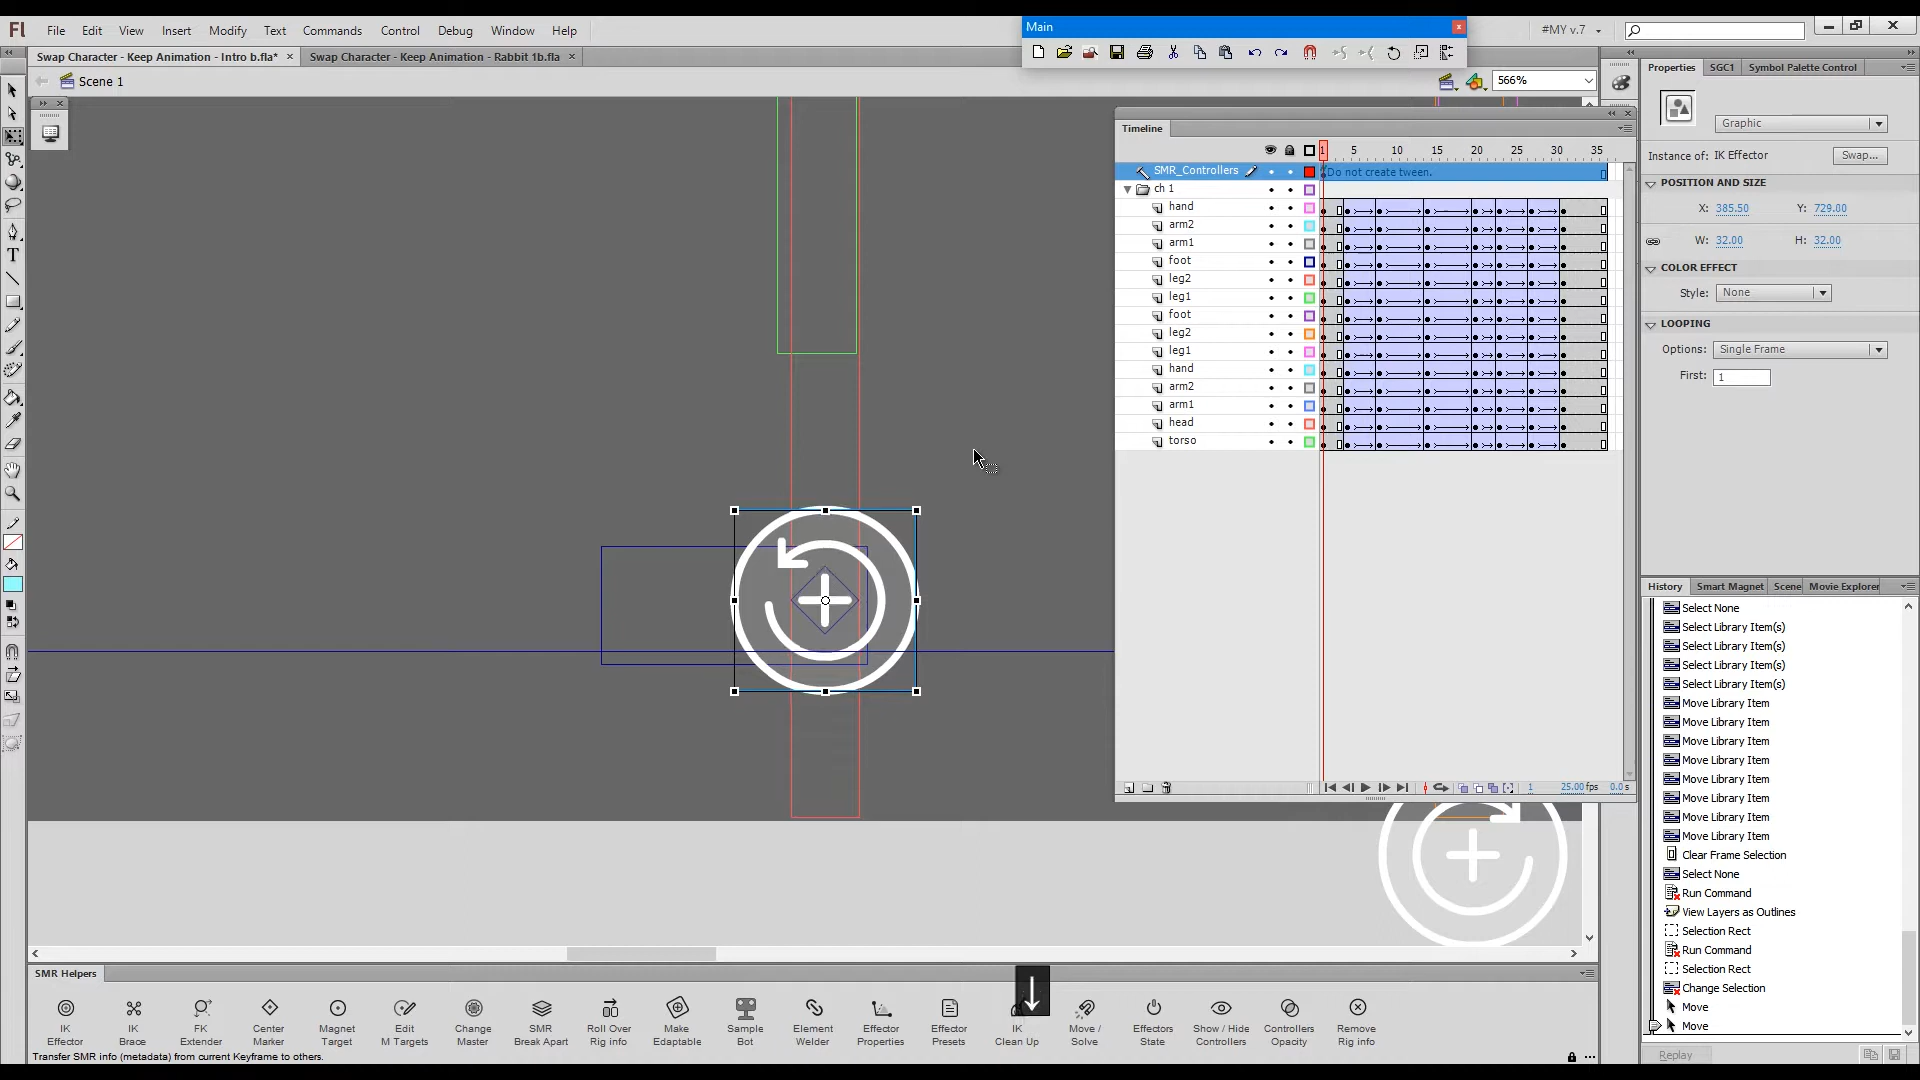 Main
Fl File Edit View Insert Modify Text Commands Control Debug Window Help
#MY v.7
Swap Character - Keep Animation - Intro b.fla* × Swap Character - Keep Animation - Rabbit 1b.fla ×
Scene 1
566%
Properties SGC1 Symbol Palette Control
Graphic
Instance of: IK Effector Swap...
POSITION AND SIZE
X: 385.50 Y: 729.00
W: 32.00 H: 32.00
COLOR EFFECT
Style: None
LOOPING
Options: Single Frame
First: 1
Timeline
1 5 10 15 20 25 30 35
SMR_Controllers Do not create tween.
ch 1
hand
arm2
arm1
foot
leg2
leg1
foot
leg2
leg1
hand
arm2
arm1
head
torso
1 25.00 fps 0.0 s
History Smart Magnet Scene Movie Explorer
Select None
Select Library Item(s)
Select Library Item(s)
Select Library Item(s)
Select Library Item(s)
Move Library Item
Move Library Item
Move Library Item
Move Library Item
Move Library Item
Move Library Item
Move Library Item
Move Library Item
Clear Frame Selection
Select None
Run Command
View Layers as Outlines
Selection Rect
Run Command
Selection Rect
Change Selection
Move
Move
Replay
SMR Helpers
IK Effector
IK Brace
FK Extender
Center Marker
Magnet Target
Edit M Targets
Change Master
SMR Break Apart
Roll Over Rig info
Make Adaptable
Sample Bot
Element Welder
Effector Properties
Effector Presets
IK Clean Up
Move / Solve
Effectors State
Show / Hide Controllers
Controllers Opacity
Remove Rig info
Transfer SMR info (metadata) from current Keyframe to others.